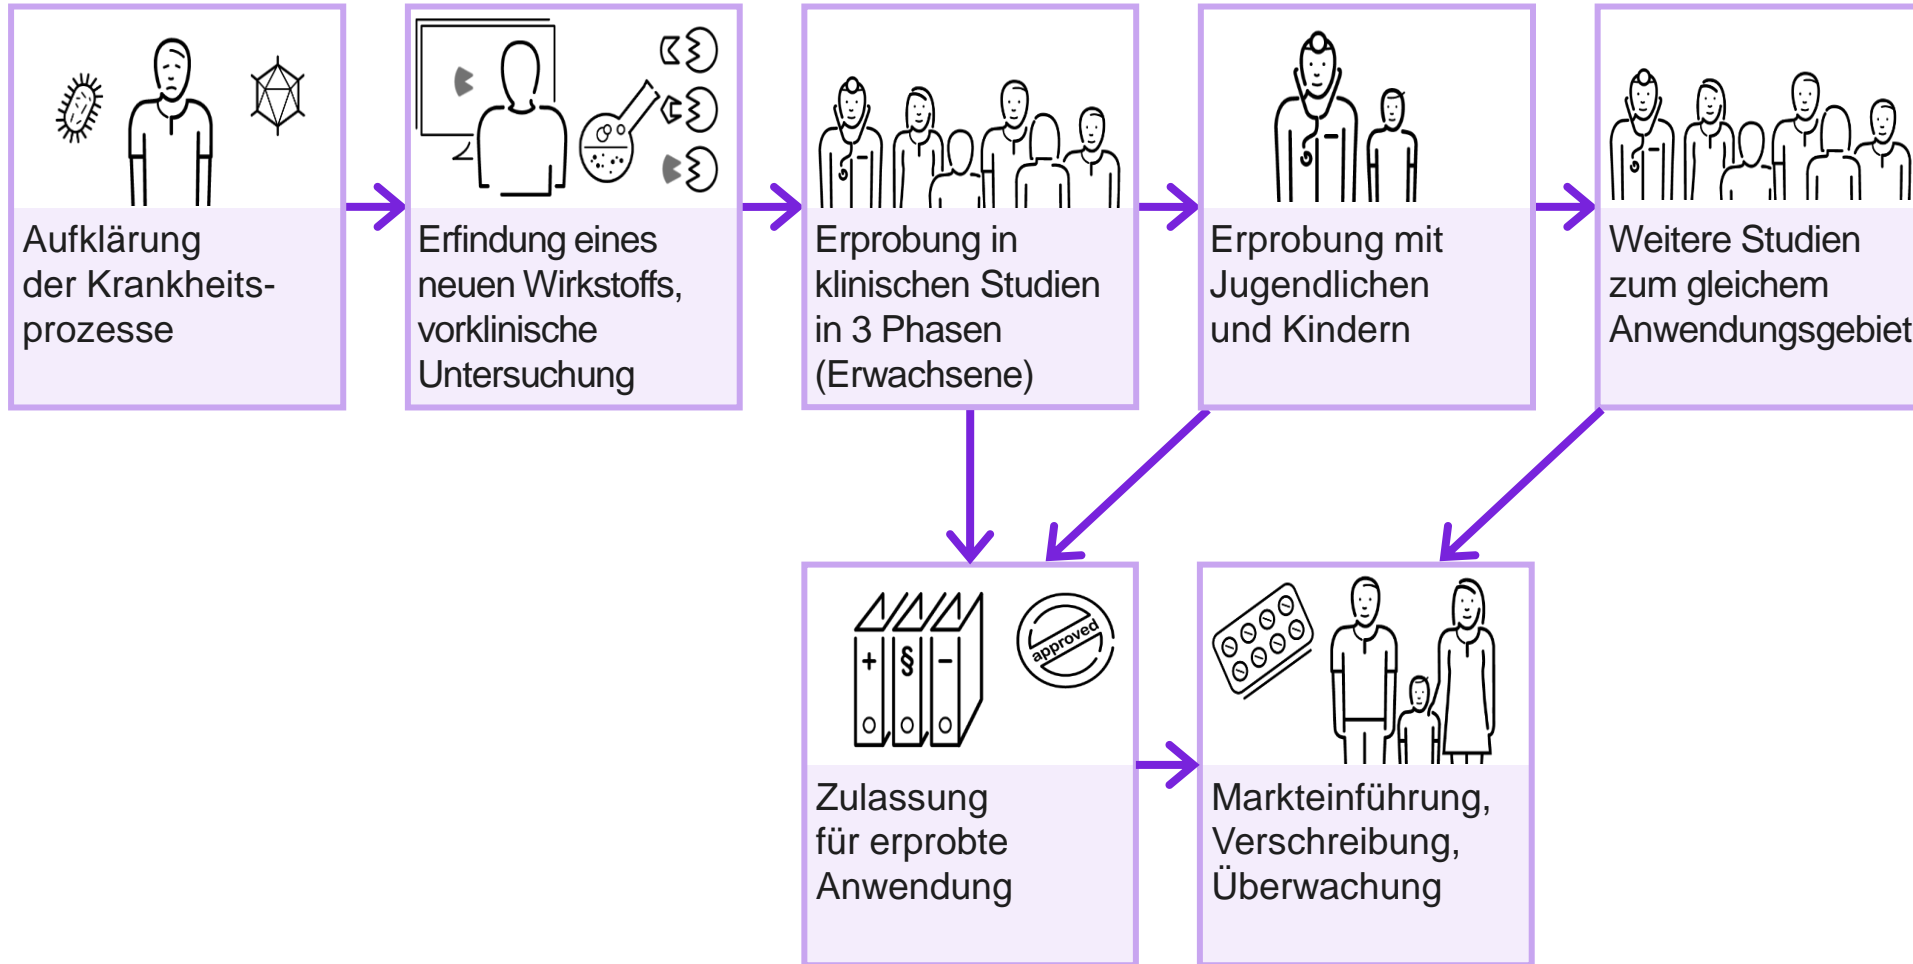 Aufklärung
der Krankheits-
prozesse
Erfindung eines
neuen Wirkstoffs,
vorklinische
Untersuchung
Erprobung in
klinischen Studien
in 3 Phasen
(Erwachsene)
Erprobung mit
Jugendlichen
und Kindern
Weitere Studien
zum gleichem
Anwendungsgebiet
+ § -
approved
Zulassung
für erprobte
Anwendung
Markteinführung,
Verschreibung,
Überwachung